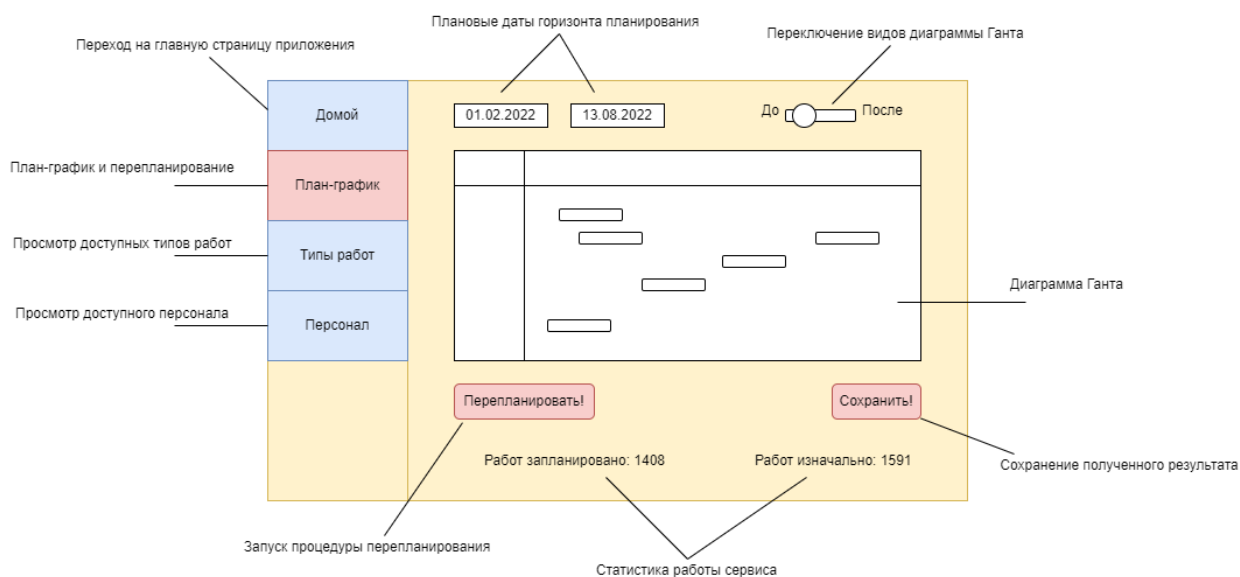 Плановые даты горизонта планирования
Переключение видов диаграммы Ганта
Переход на главную страницу приложения
Домой
01.02.2022
13.08.2022
До
После
План-график и перепланирование
План-график
Просмотр доступных типов работ
Типы работ
Диаграмма Ганта
Просмотр доступного персонала
Персонал
Перепланировать!
Сохранить!
Работ запланировано: 1408
Работ изначально: 1591
Сохранение полученного результата
Запуск процедуры перепланирования
Статистика работы сервиса